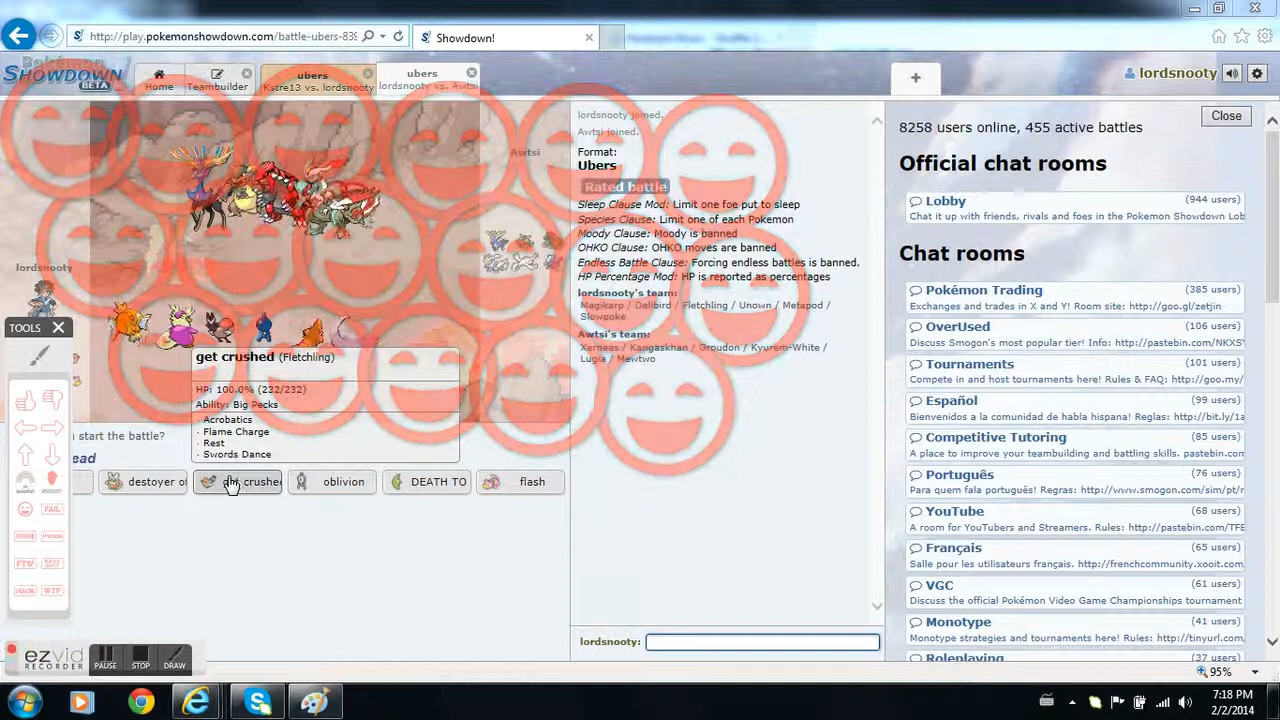 http://play.pokemonshowdown.com/battle-ubers-839
Showdown!
Pokémon
SHOWDOWN
BETA
Home
Teambuilder
ubers
Kstre13 vs. lordsnooty
ubers
lordsnooty vs. Awtsi
+
lordsnooty
Awtsi
lordsnooty
TOOLS
get crushed (Fletchling)
HP: 100.0% (232/232)
Ability: Big Pecks
· Acrobatics
· Flame Charge
· Rest
· Swords Dance
start the battle?
ead
destoyer o
get crushe
oblivion
DEATH TO
flash
FAIL
FTW
WTF
ezvid
RECORDER
PAUSE
STOP
DRAW
lordsnooty joined.
Awtsi joined.
Format:
Ubers
Rated battle
Sleep Clause Mod: Limit one foe put to sleep
Species Clause: Limit one of each Pokemon
Moody Clause: Moody is banned
OHKO Clause: OHKO moves are banned
Endless Battle Clause: Forcing endless battles is banned.
HP Percentage Mod: HP is reported as percentages
lordsnooty's team:
Magikarp / Delibird / Fletchling / Unown / Metapod /
Slowpoke
Awtsi's team:
Xerneas / Kangaskhan / Groudon / Kyurem-White /
Lugia / Mewtwo
lordsnooty:
Close
8258 users online, 455 active battles
Official chat rooms
Lobby
(944 users)
Chat it up with friends, rivals and foes in the Pokemon Showdown Lob
Chat rooms
Pokémon Trading
(385 users)
Exchanges and trades in X and Y! Room site: http://goo.gl/zetjin
OverUsed
(106 users)
Discuss Smogon's most popular tier! Info: http://pastebin.com/NKXS
Tournaments
(101 users)
Compete in and host tournaments here! Rules & FAQ: http://goo.my/
Español
(99 users)
Bienvenidos a la comunidad de habla hispana! Reglas: http://bit.ly/1a
Competitive Tutoring
(85 users)
A place to improve your teambuilding and battling skills. pastebin.com
Português
(76 users)
Para quem fala português! Regras: http://www.smogon.com/sim/pt/r
YouTube
(68 users)
A room for YouTubers and Streamers. Rules: http://pastebin.com/TFE
Français
(65 users)
Salle pour les utilisateurs français. http://frenchcommunity.xooit.com
VGC
(61 users)
Discuss the official Pokémon Video Game Championships tournament
Monotype
(41 users)
Monotype strategies and tournaments here! Rules: http://tinyurl.com
Roleplaying
(37 users)
95%
7:18 PM
2/2/2014